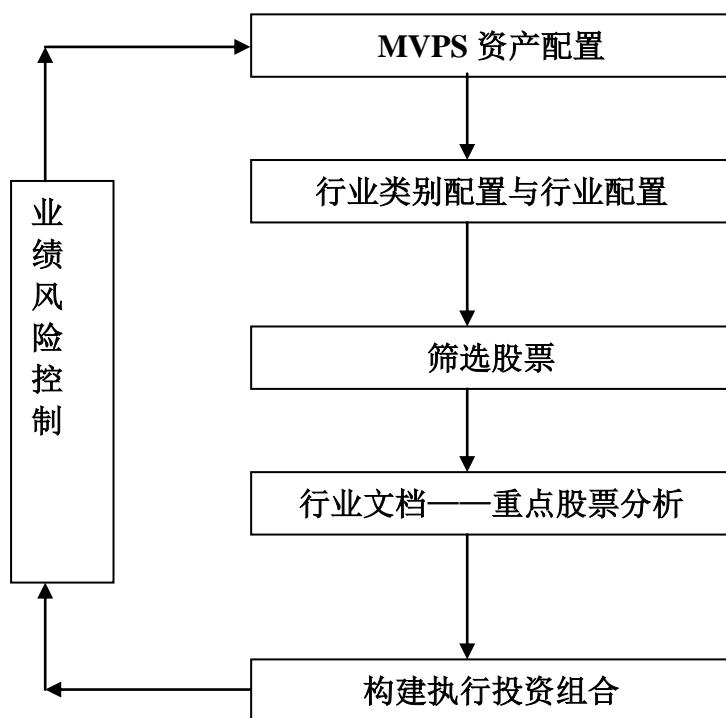 MVPS 资产配置
行业类别配置与行业配置
筛选股票
行业文档——重点股票分析
构建执行投资组合
业
绩
风
险
控
制